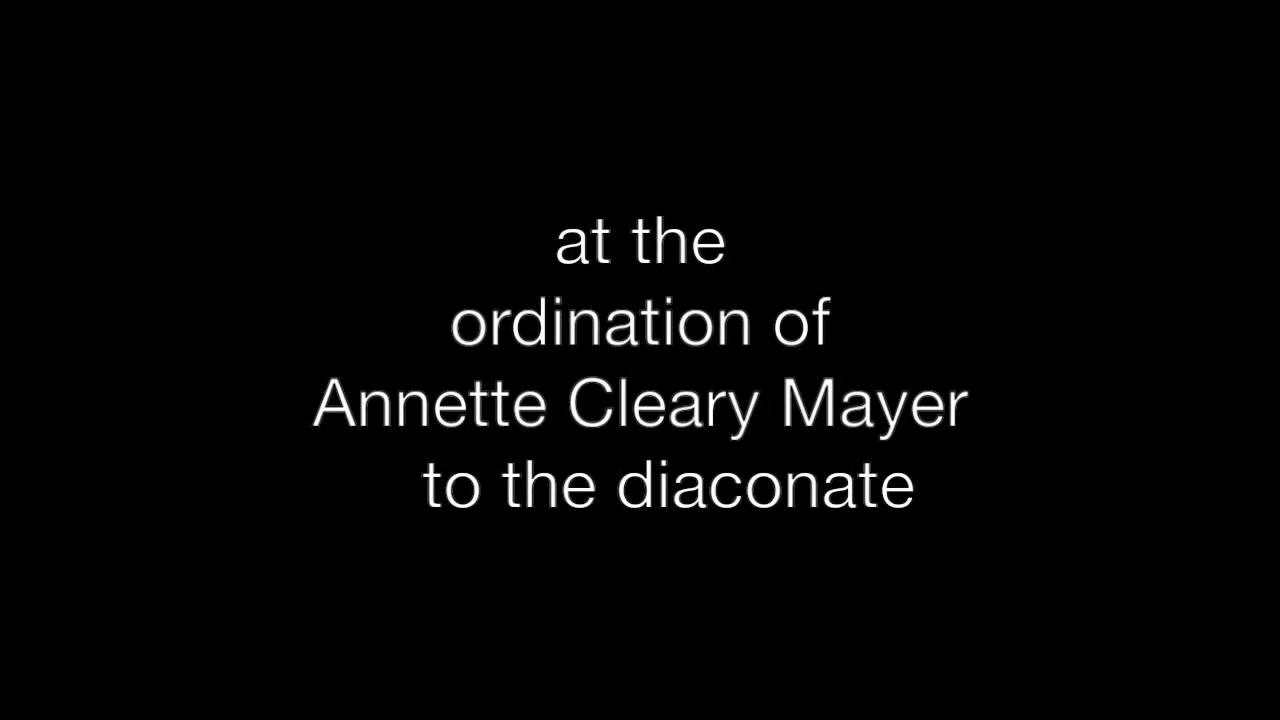 at the
ordination of
Annette Cleary Mayer
to the diaconate